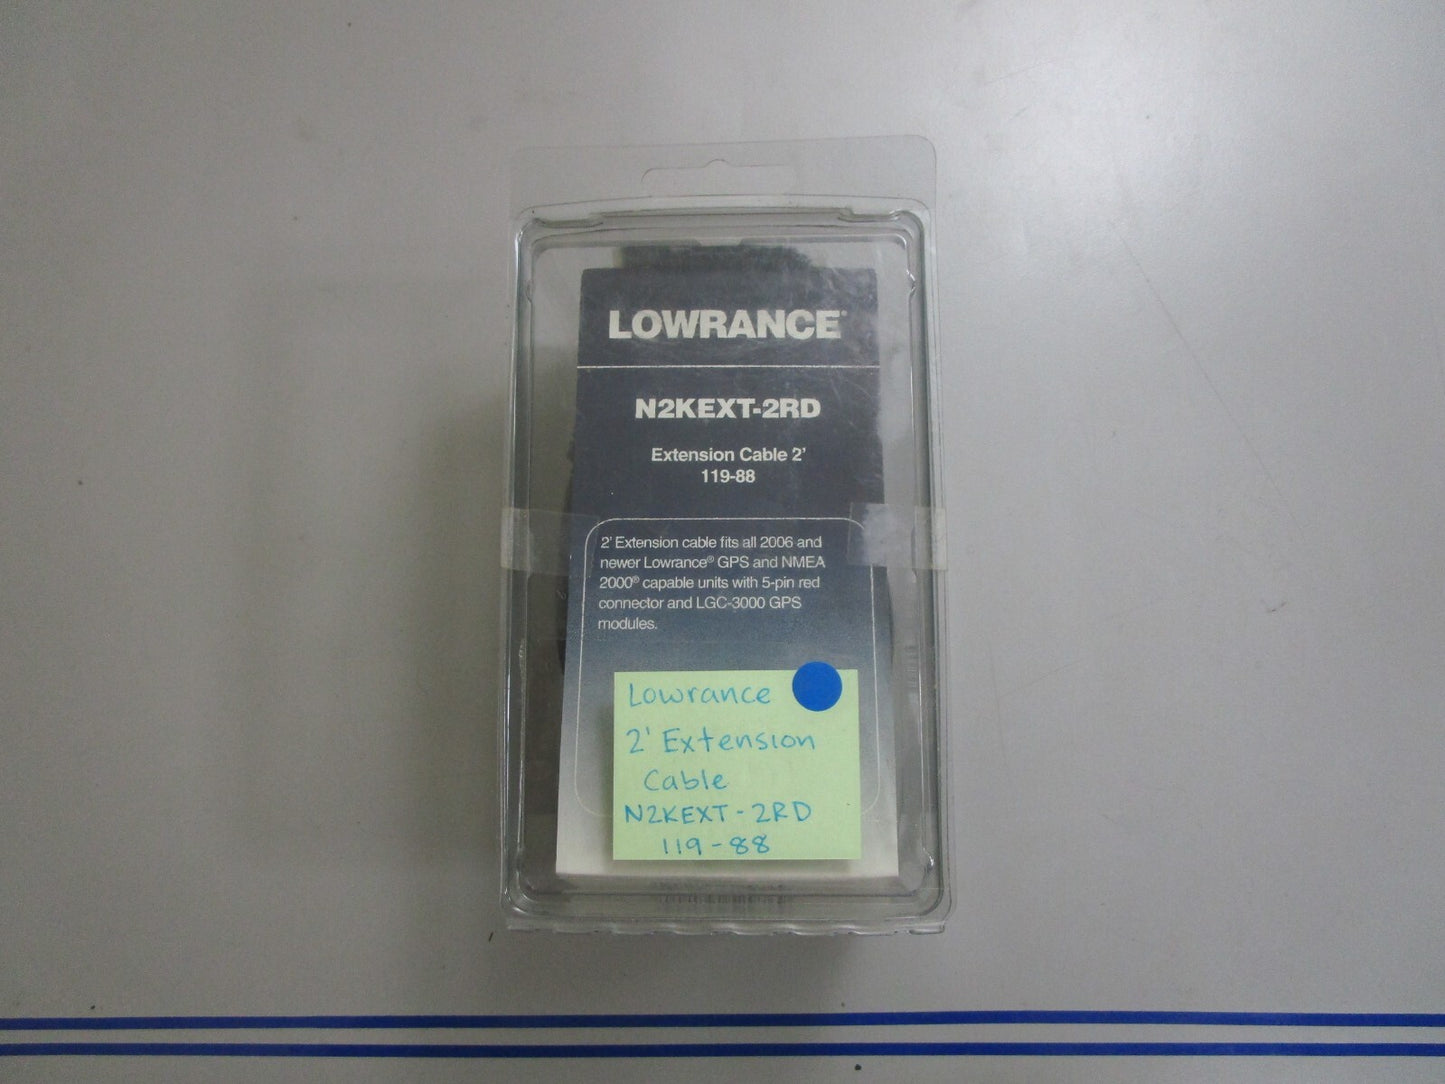 LOWRANCE®
N2KEXT-2RD
Extension Cable 2'
119-88
2' Extension cable fits all 2006 and
newer Lowrance® GPS and NMEA
2000® capable units with 5-pin red
connector and LGC-3000 GPS
modules.
Lowrance
2' Extension
Cable
N2KEXT-2RD
119-88